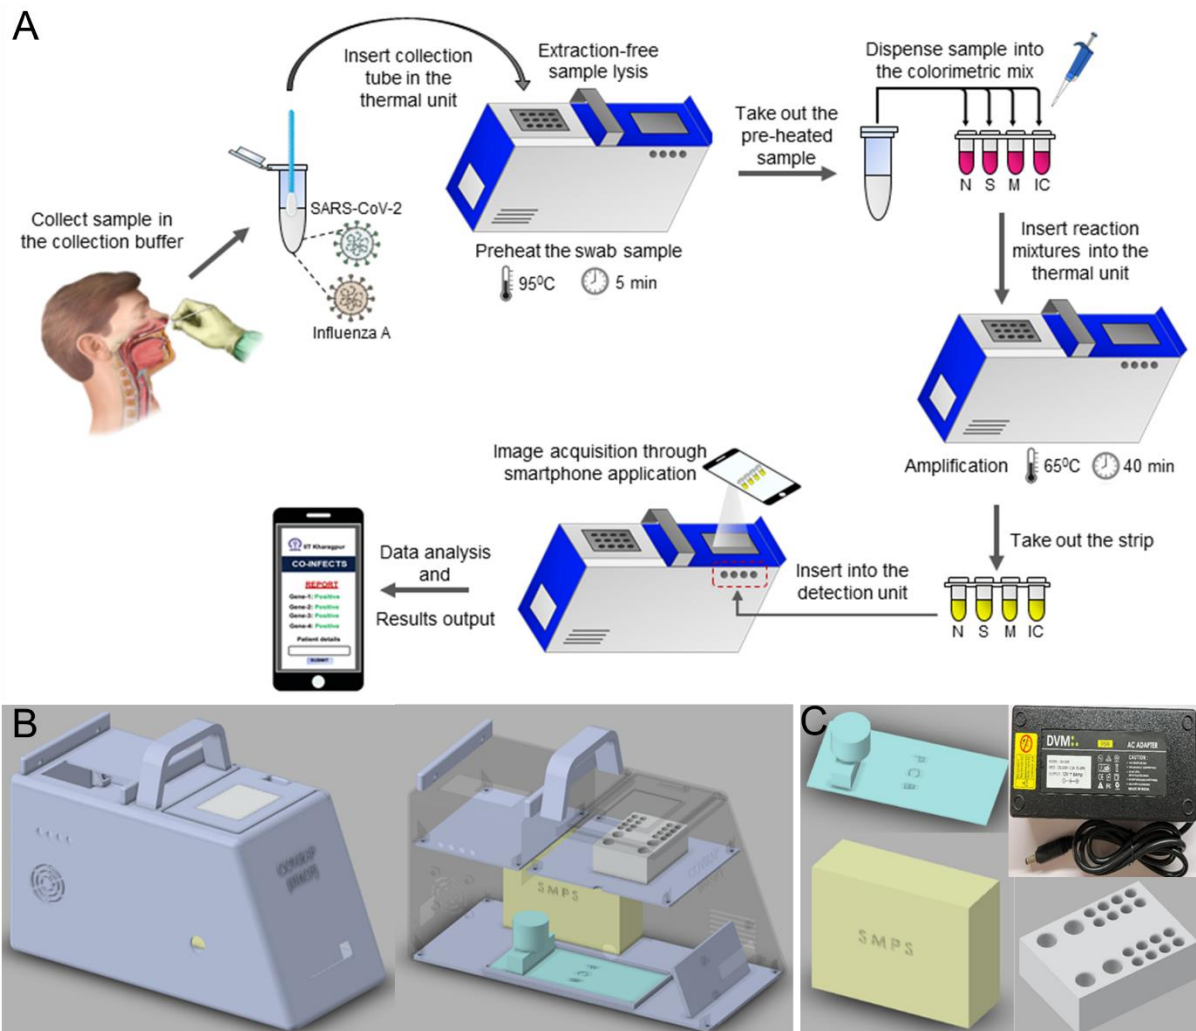 A
Insert collection
tube in the
thermal unit
Extraction-free
sample lysis
Dispense sample into
the colorimetric mix
Take out the
pre-heated
sample
N S M IC
Collect sample in
the collection buffer
SARS-CoV-2
Influenza A
Preheat the swab sample
95⁰C 5 min
Insert reaction
mixtures into the
thermal unit
Amplification 65⁰C 40 min
Take out the strip
N S M IC
Insert into the
detection unit
Image acquisition through
smartphone application
Data analysis
and
Results output
IIT Kharagpur
CO-INFECTS
REPORT
Gene-1: Positive
Gene-2: Positive
Gene-3: Positive
Gene-4: Positive
Patient details
SUBMIT
B
SMPS
PCB
C
PCB
DVM
AC ADAPTER
CAUTION :
SMPS